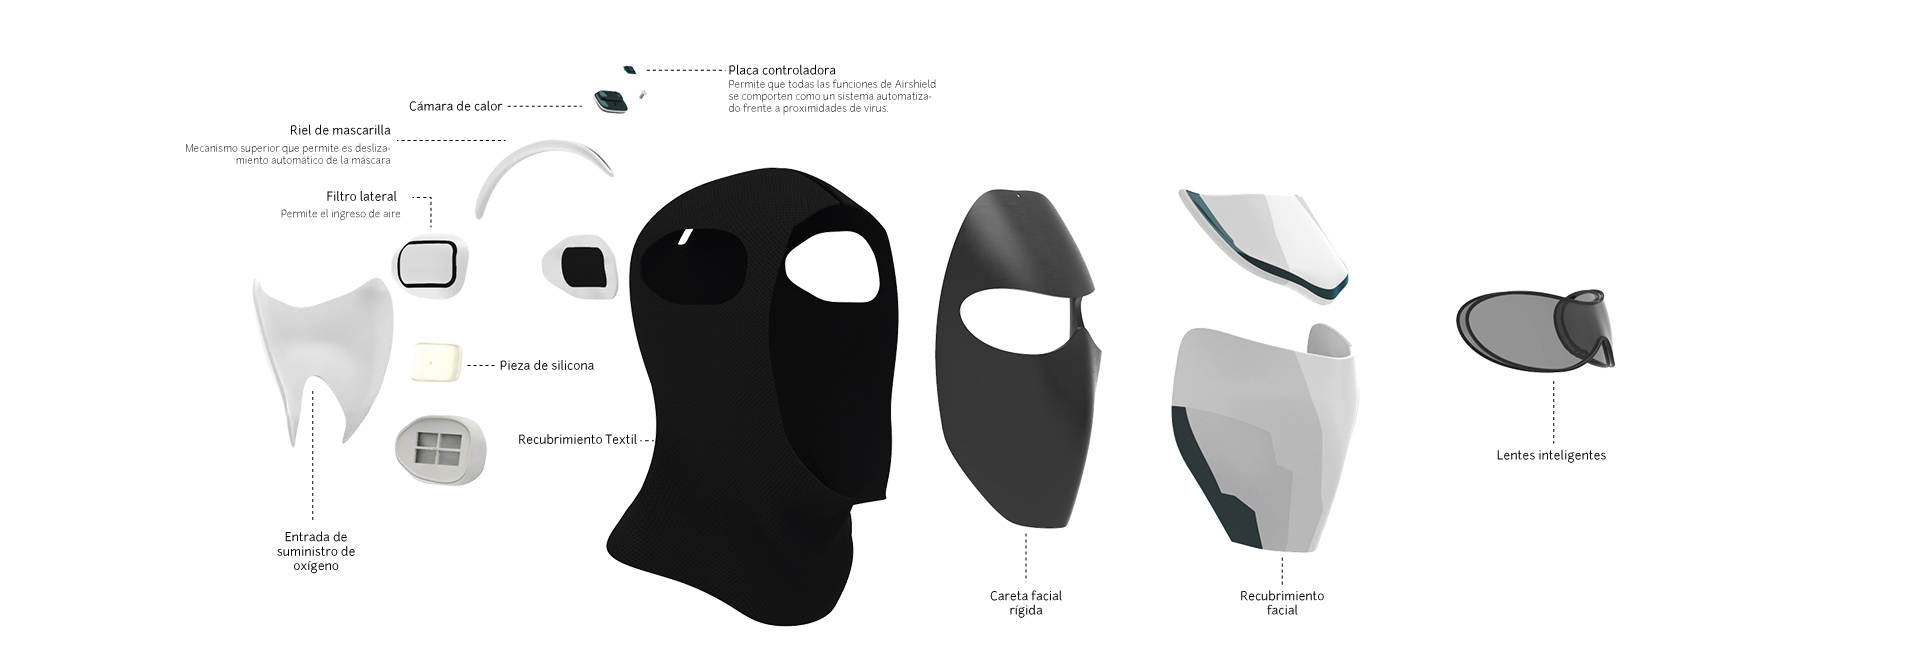 Placa controladora
Permite que todas las funciones de Airshield
se comporten como un sistema automatiza-
do frente a proximidades de virus.
Cámara de calor
Riel de mascarilla
Mecanismo superior que permite es desliza-
miento automático de la máscara
Filtro lateral
Permite el ingreso de aire
Pieza de silicona
Recubrimiento Textil
Entrada de
suministro de
oxígeno
Careta facial
rígida
Recubrimiento
facial
Lentes inteligentes